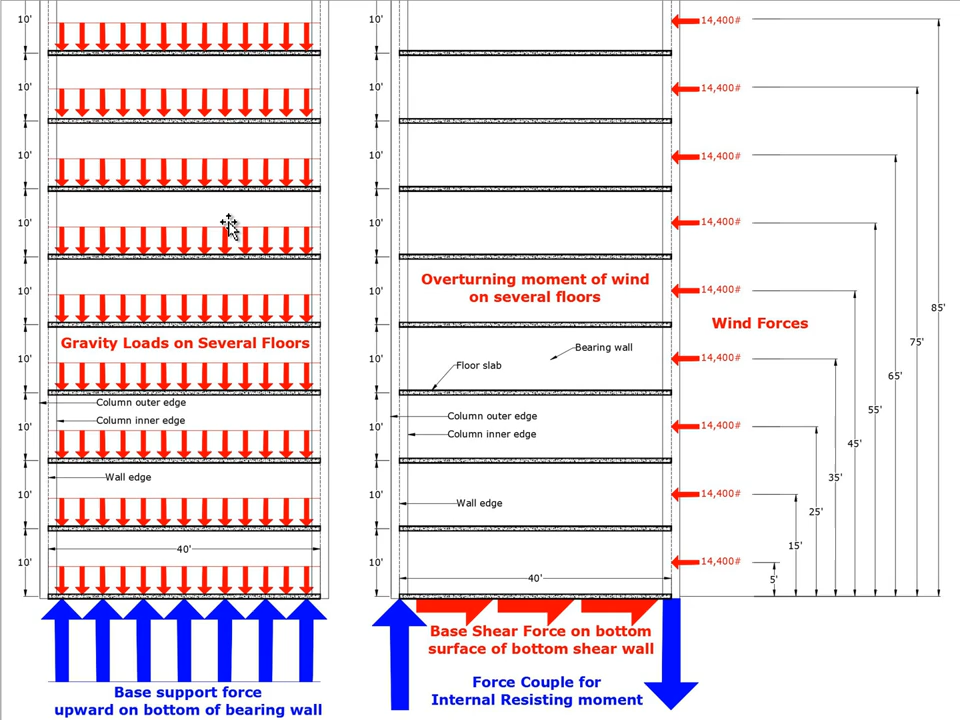 10'
10'
14,400#
10'
10'
14,400#
10'
10'
14,400#
10'
10'
14,400#
Overturning moment of wind
on several floors
10'
10'
14,400#
85'
Wind Forces
Gravity Loads on Several Floors
75'
Bearing wall
10'
10'
14,400#
Floor slab
65'
Column outer edge
55'
Column inner edge
Column outer edge
10'
10'
14,400#
Column inner edge
45'
Wall edge
35'
10'
10'
14,400#
Wall edge
25'
40'
15'
10'
10'
14,400#
40'
5'
Base Shear Force on bottom
surface of bottom shear wall
Force Couple for
Internal Resisting moment
Base support force
upward on bottom of bearing wall